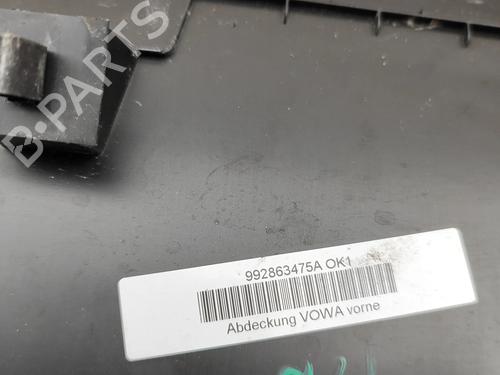 B-PARTS
992863475A OK1
Abdeckung VOWA vorne